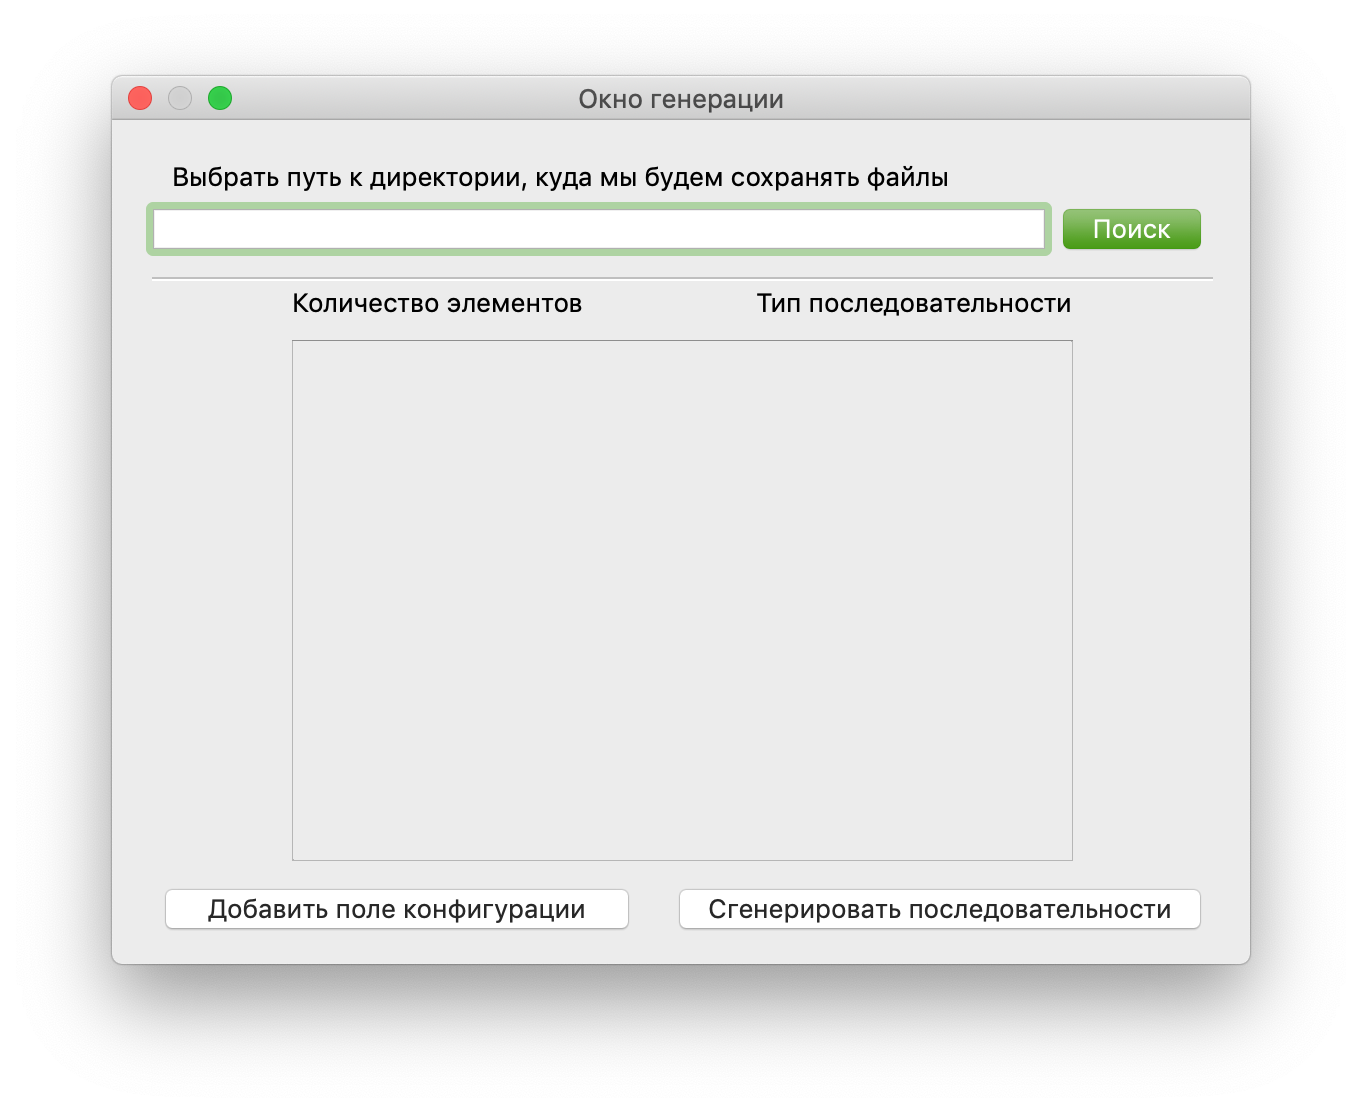 Окно генерации
Выбрать путь к директории, куда мы будем сохранять файлы
Поиск
Количество элементов
Тип последовательности
Добавить поле конфигурации
Сгенерировать последовательности